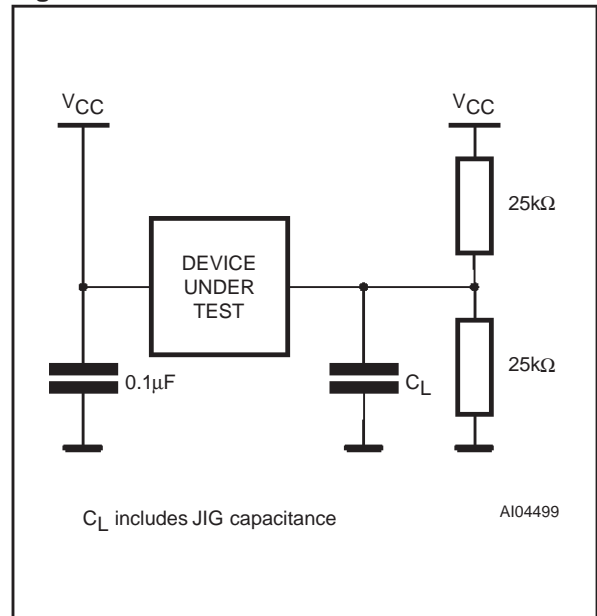 VCC
VCC
25kΩ
DEVICE
UNDER
TEST
0.1µF
CL
25kΩ
CL includes JIG capacitance
AI04499